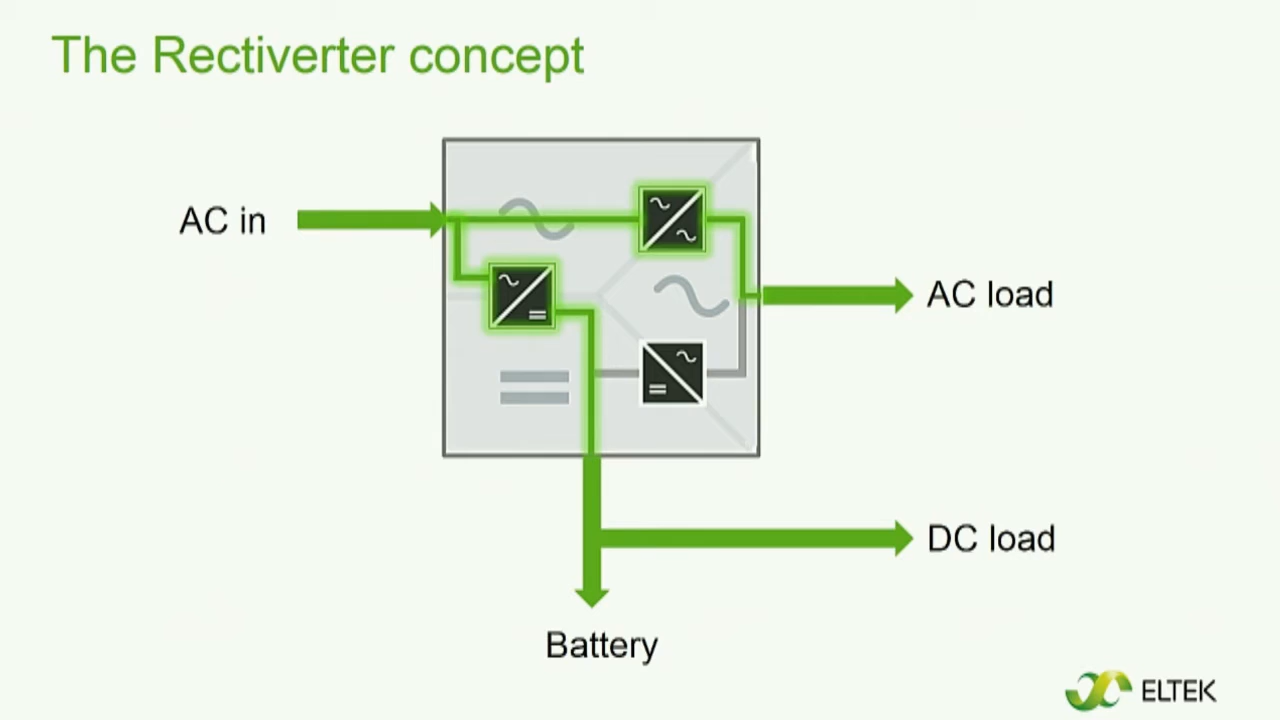 The Rectiverter concept
AC in
AC load
DC load
Battery
ELTEK